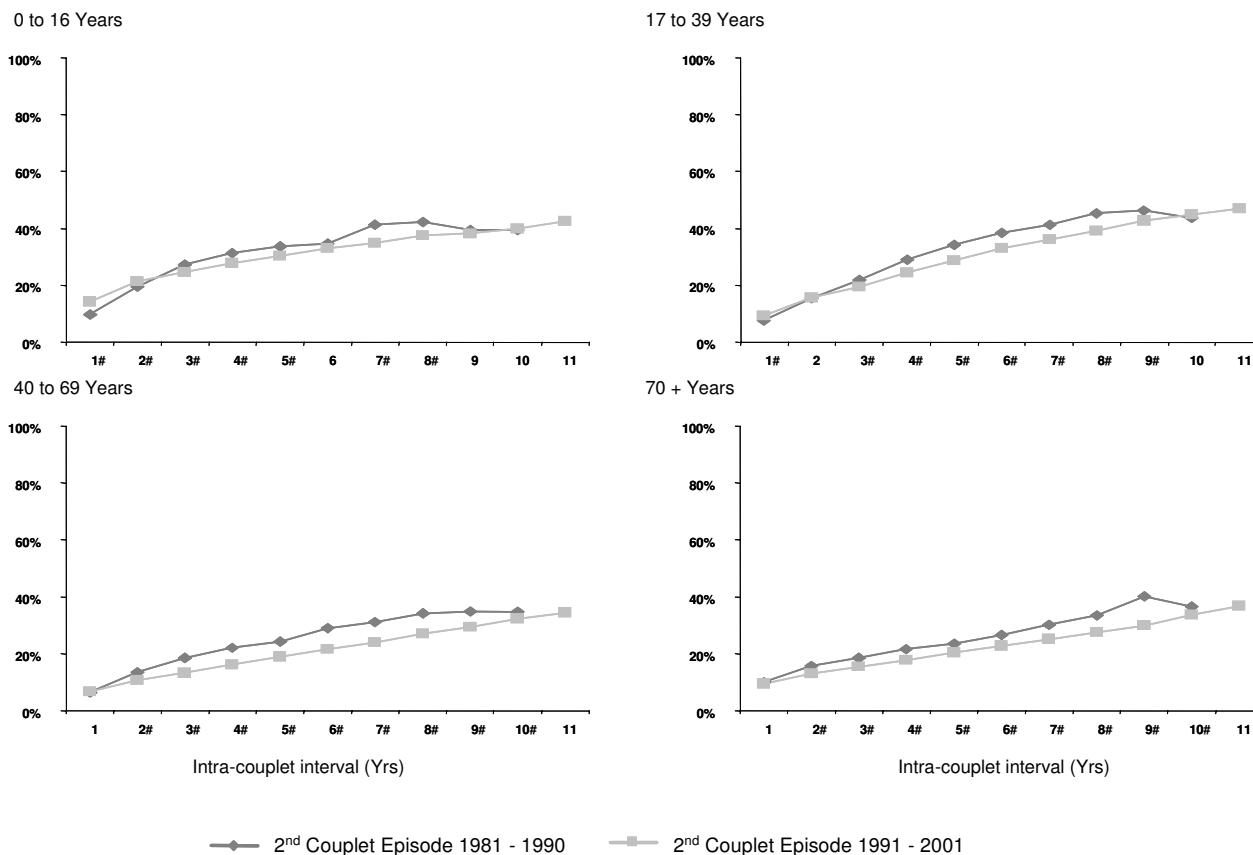 0 to 16 Years
100%
80%
60%
40%
20%
0%
1# 2# 3# 4# 5# 6 7# 8# 9 10 11
17 to 39 Years
100%
80%
60%
40%
20%
0%
1# 2 3# 4# 5# 6# 7# 8# 9# 10 11
40 to 69 Years
100%
80%
60%
40%
20%
0%
1 2# 3# 4# 5# 6# 7# 8# 9# 10# 11
Intra-couplet interval (Yrs)
70 + Years
100%
80%
60%
40%
20%
0%
1 2# 3# 4# 5# 6# 7# 8# 9# 10# 11
Intra-couplet interval (Yrs)
2nd Couplet Episode 1981 - 1990 2nd Couplet Episode 1991 - 2001